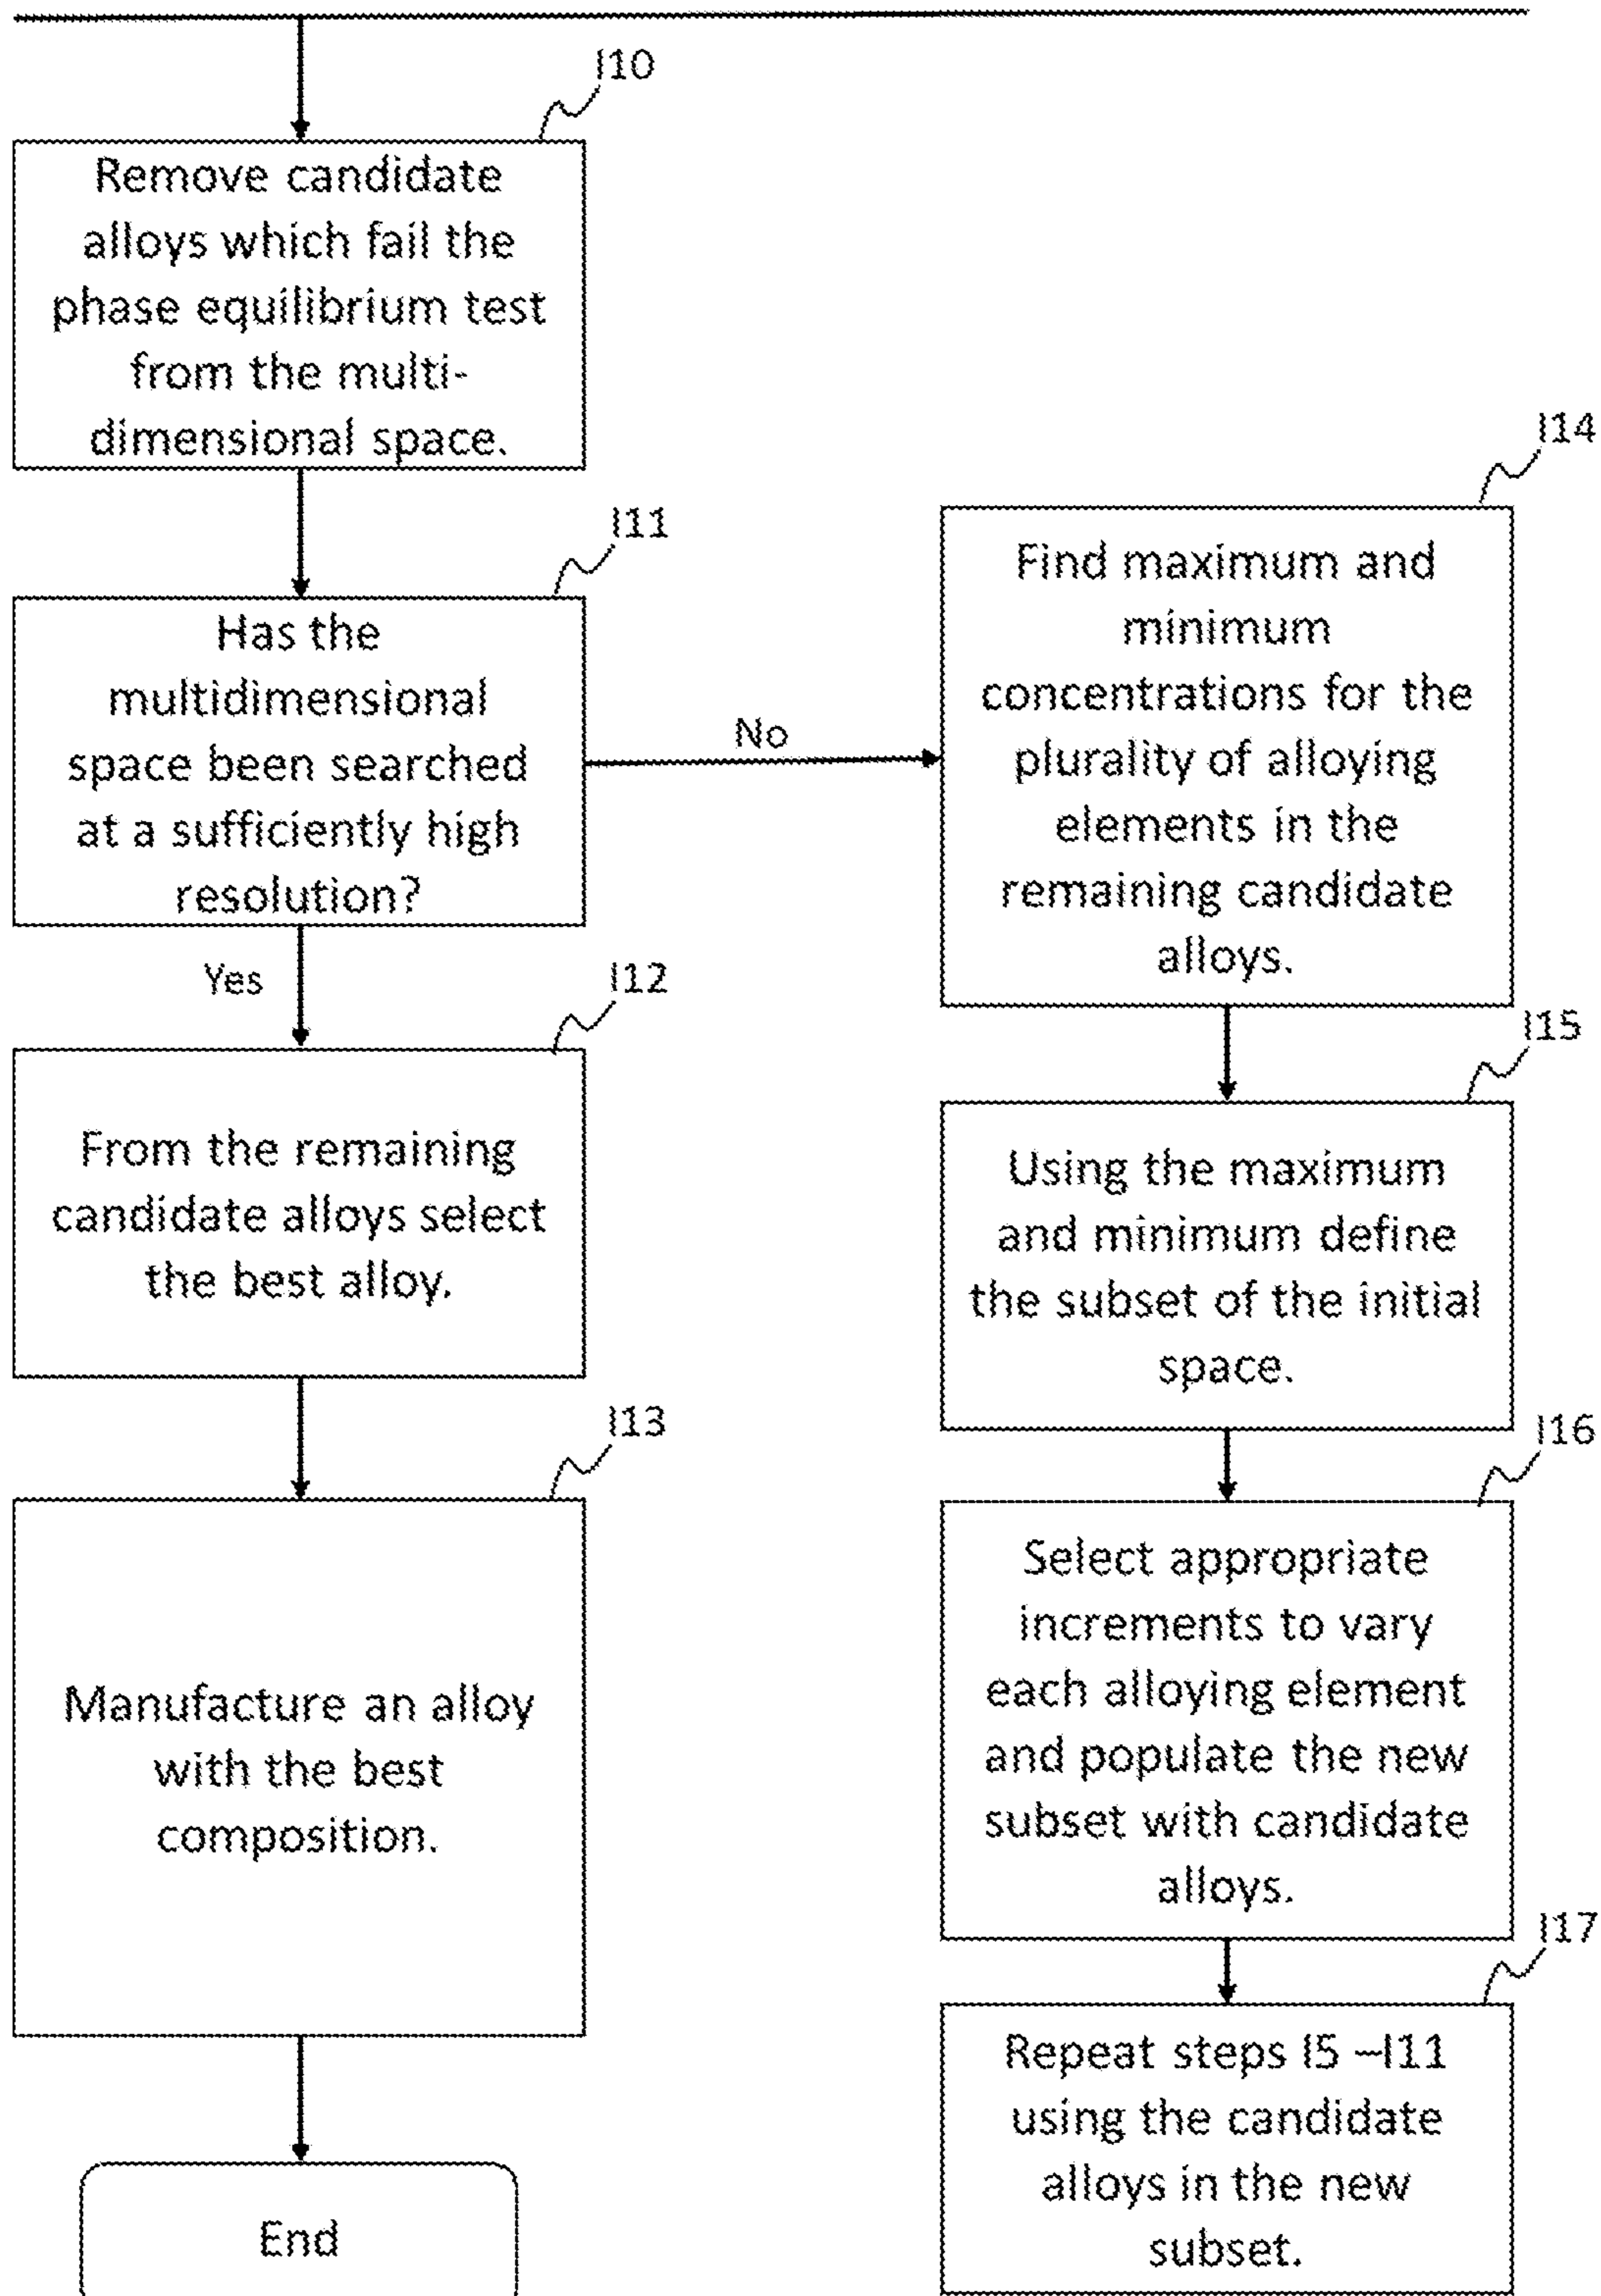 I10
Remove candidate
alloys which fail the
phase equilibrium test
from the multi-
dimensional space.
I11
Has the
multidimensional
space been searched
at a sufficiently high
resolution?
No
Yes
I12
From the remaining
candidate alloys select
the best alloy.
I13
Manufacture an alloy
with the best
composition.
End
I14
Find maximum and
minimum
concentrations for the
plurality of alloying
elements in the
remaining candidate
alloys.
I15
Using the maximum
and minimum define
the subset of the initial
space.
I16
Select appropriate
increments to vary
each alloying element
and populate the new
subset with candidate
alloys.
I17
Repeat steps I5 –I11
using the candidate
alloys in the new
subset.